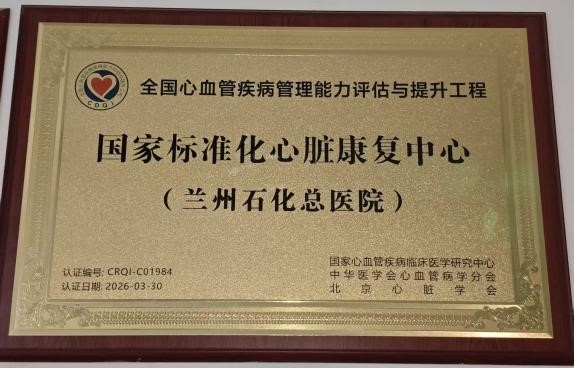 CDQI
全国心血管疾病管理能力评估与提升工程
国家标准化心脏康复中心
（兰州石化总医院）
认证编号: CRQI-C01984
认证日期: 2026-03-30
国家心血管疾病临床医学研究中心
中华医学会心血管病学分会
北京心脏学会